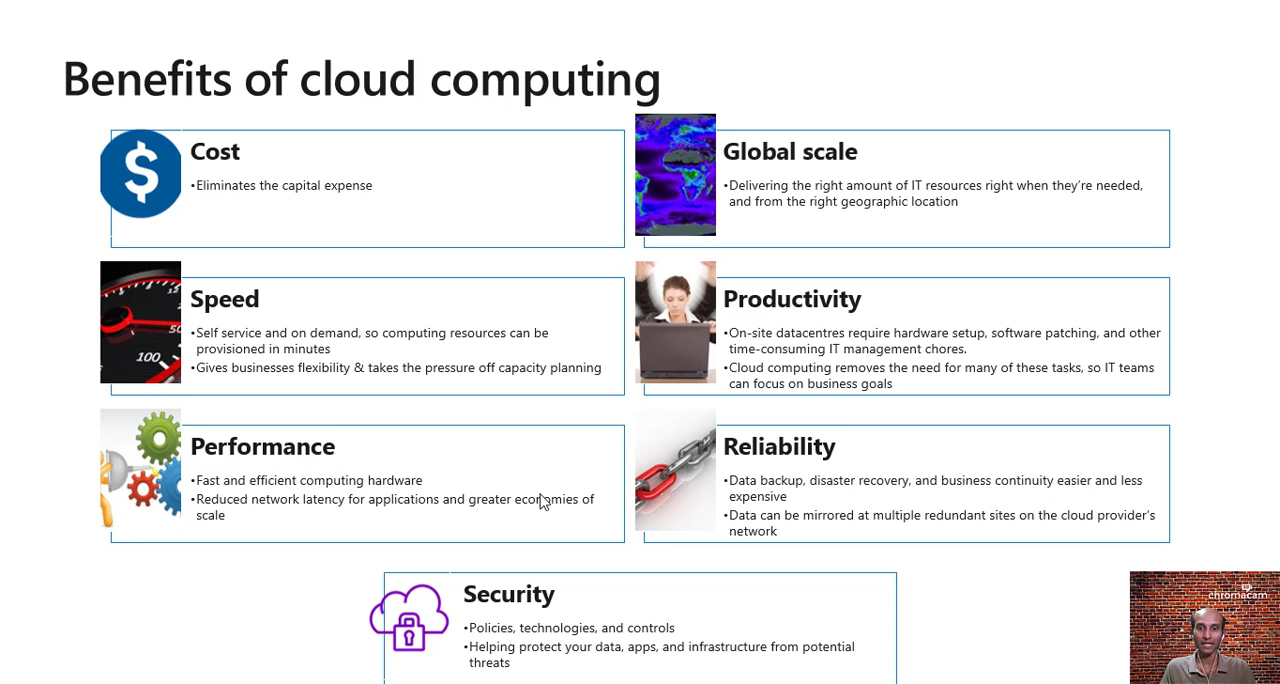 Benefits of cloud computing
Cost
•Eliminates the capital expense
Global scale
•Delivering the right amount of IT resources right when they're needed,
and from the right geographic location
Speed
•Self service and on demand, so computing resources can be
provisioned in minutes
•Gives businesses flexibility & takes the pressure off capacity planning
Productivity
•On-site datacentres require hardware setup, software patching, and other
time-consuming IT management chores.
•Cloud computing removes the need for many of these tasks, so IT teams
can focus on business goals
Performance
•Fast and efficient computing hardware
•Reduced network latency for applications and greater economies of
scale
Reliability
•Data backup, disaster recovery, and business continuity easier and less
expensive
•Data can be mirrored at multiple redundant sites on the cloud provider's
network
Security
•Policies, technologies, and controls
•Helping protect your data, apps, and infrastructure from potential
threats
$
50
100
chromacam